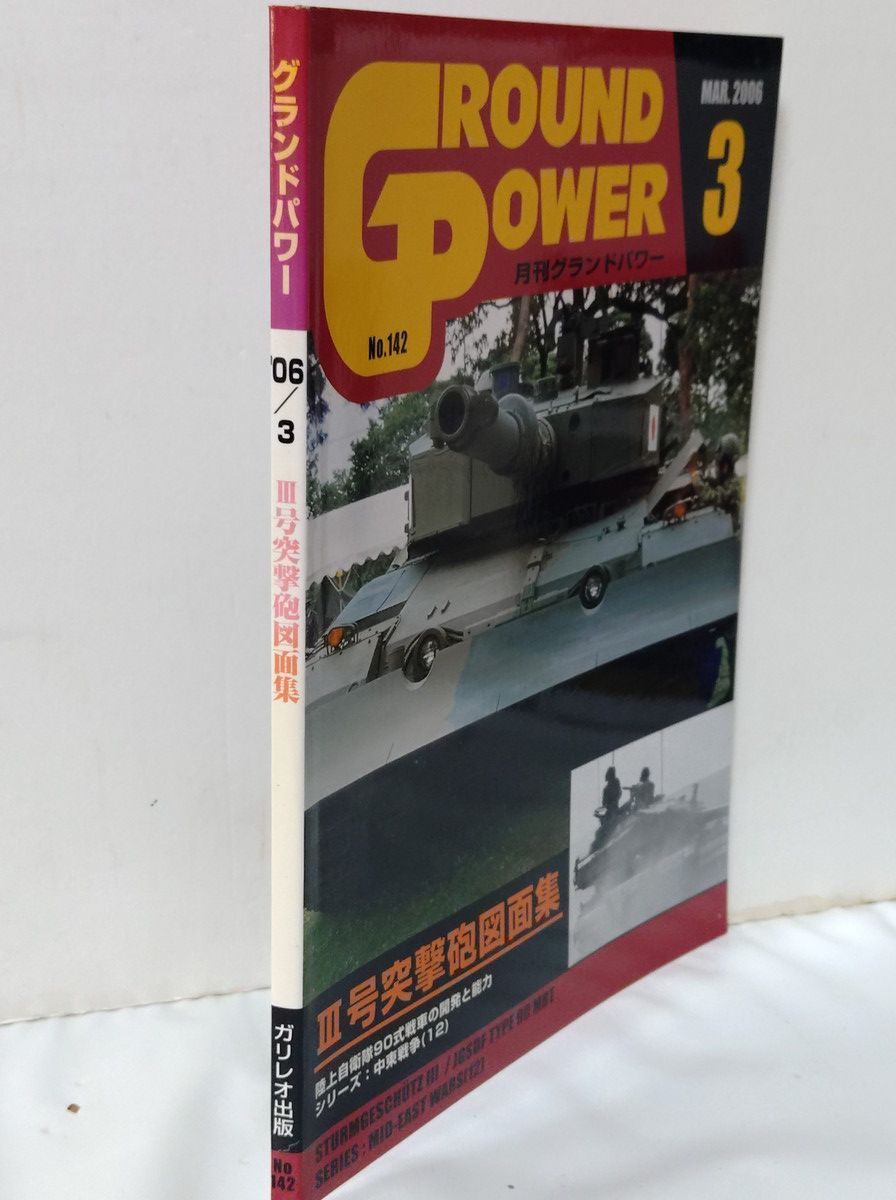 グランドパワー
'06/3
III号突撃砲図面集
ガリレオ出版
No
142
GROUND
POWER
月刊グランドパワー
No.142
MAR. 2006
3
III号突撃砲図面集
陸上自衛隊90式戦車の開発と能力
シリーズ:中東戦争(12)
STURMGESCHÜTZ III / JGSDF TYPE 90 MBT
SERIES ; MID-EAST WARS(12)